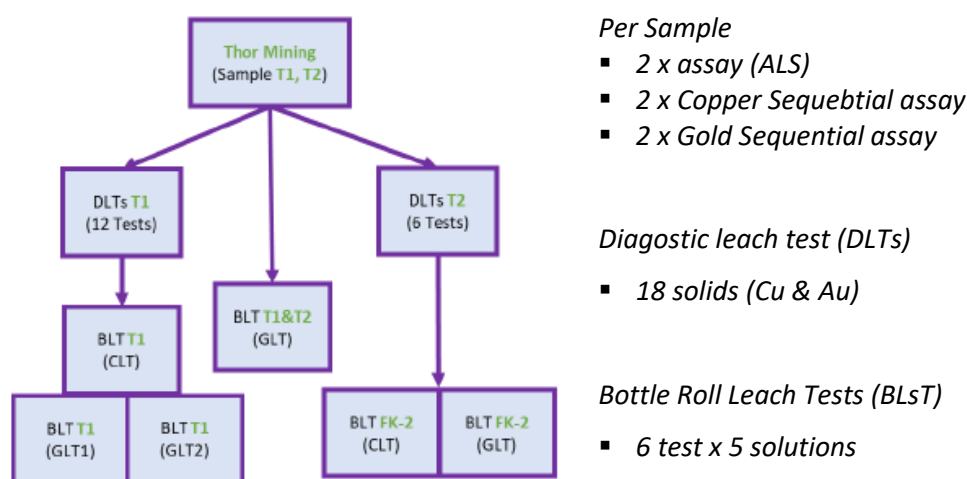 Thor Mining
(Sample T1, T2)
DLTs T1
(12 Tests)
DLTs T2
(6 Tests)
BLT T1&T2
(GLT)
BLT T1
(CLT)
BLT T1
(GLT1)
BLT T1
(GLT2)
BLT FK-2
(CLT)
BLT FK-2
(GLT)
Per Sample
▪ 2 x assay (ALS)
▪ 2 x Copper Sequebtial assay
▪ 2 x Gold Sequential assay
Diagostic leach test (DLTs)
▪ 18 solids (Cu & Au)
Bottle Roll Leach Tests (BLsT)
▪ 6 test x 5 solutions